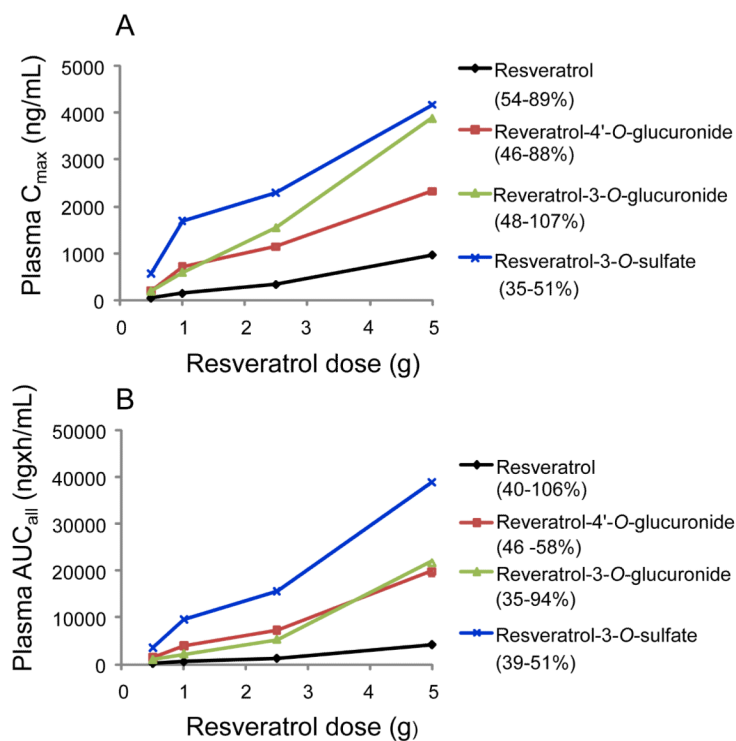 A
Plasma Cmax (ng/mL)
5000
4000
3000
2000
1000
0
0 1 2 3 4 5
Resveratrol dose (g)
Resveratrol
(54-89%)
Reveratrol-4'-O-glucuronide
(46-88%)
Reveratrol-3-O-glucuronide
(48-107%)
Resveratrol-3-O-sulfate
(35-51%)
B
Plasma AUCall (ngxh/mL)
50000
40000
30000
20000
10000
0
0 1 2 3 4 5
Resveratrol dose (g)
Resveratrol
(40-106%)
Reveratrol-4'-O-glucuronide
(46 -58%)
Reveratrol-3-O-glucuronide
(35-94%)
Resveratrol-3-O-sulfate
(39-51%)